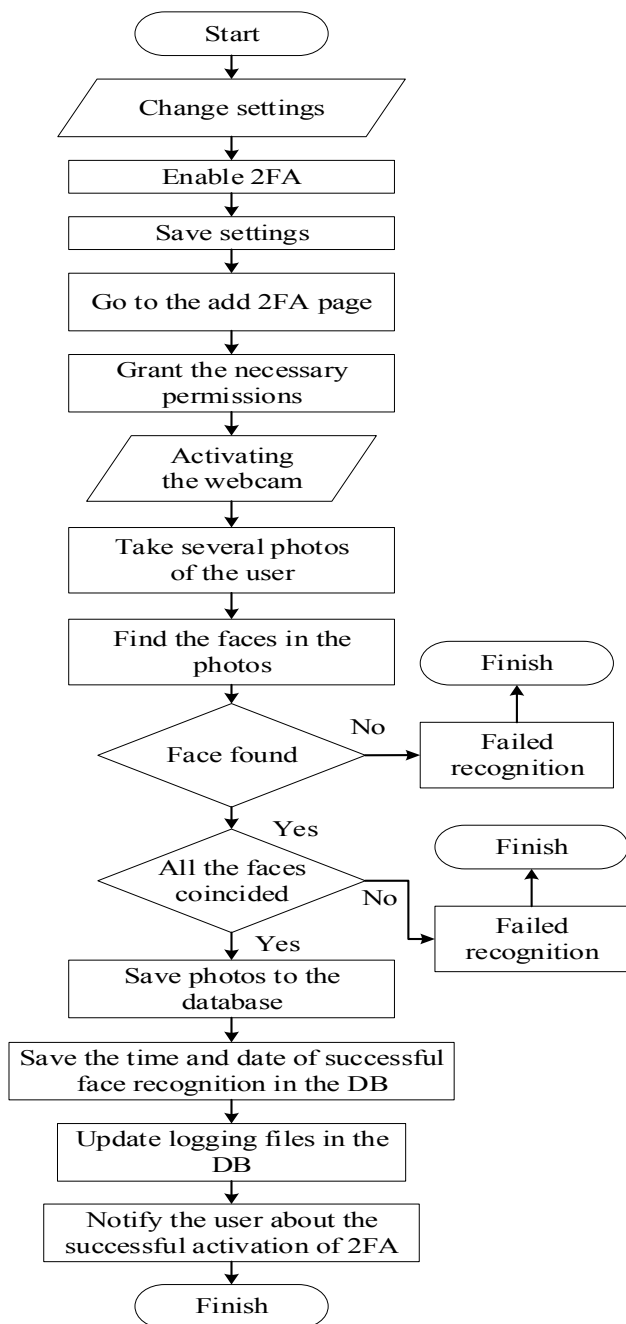 Start
Change settings
Enable 2FA
Save settings
Go to the add 2FA page
Grant the necessary
permissions
Activating
the webcam
Take several photos
of the user
Find the faces in the
photos
Finish
Face found
No
Failed
recognition
Yes
All the faces
coincided
No
Finish
Failed
recognition
Yes
Save photos to the
database
Save the time and date of successful
face recognition in the DB
Update logging files in the
DB
Notify the user about the
successful activation of 2FA
Finish